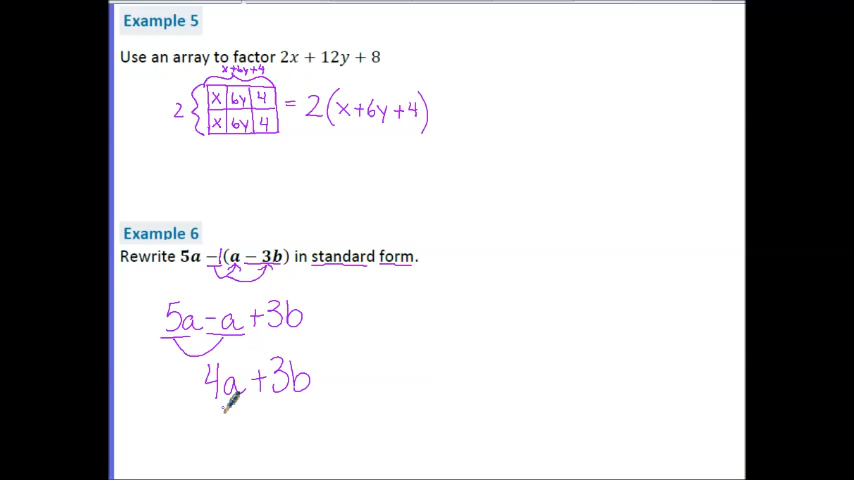 Example 5
Use an array to factor 2x + 12y + 8
x+6y+4
2 x 6y 4 = 2(x+6y+4)
x 6y 4
Example 6
Rewrite 5a −1(a − 3b) in standard form.
5a-a+3b
4a+3b